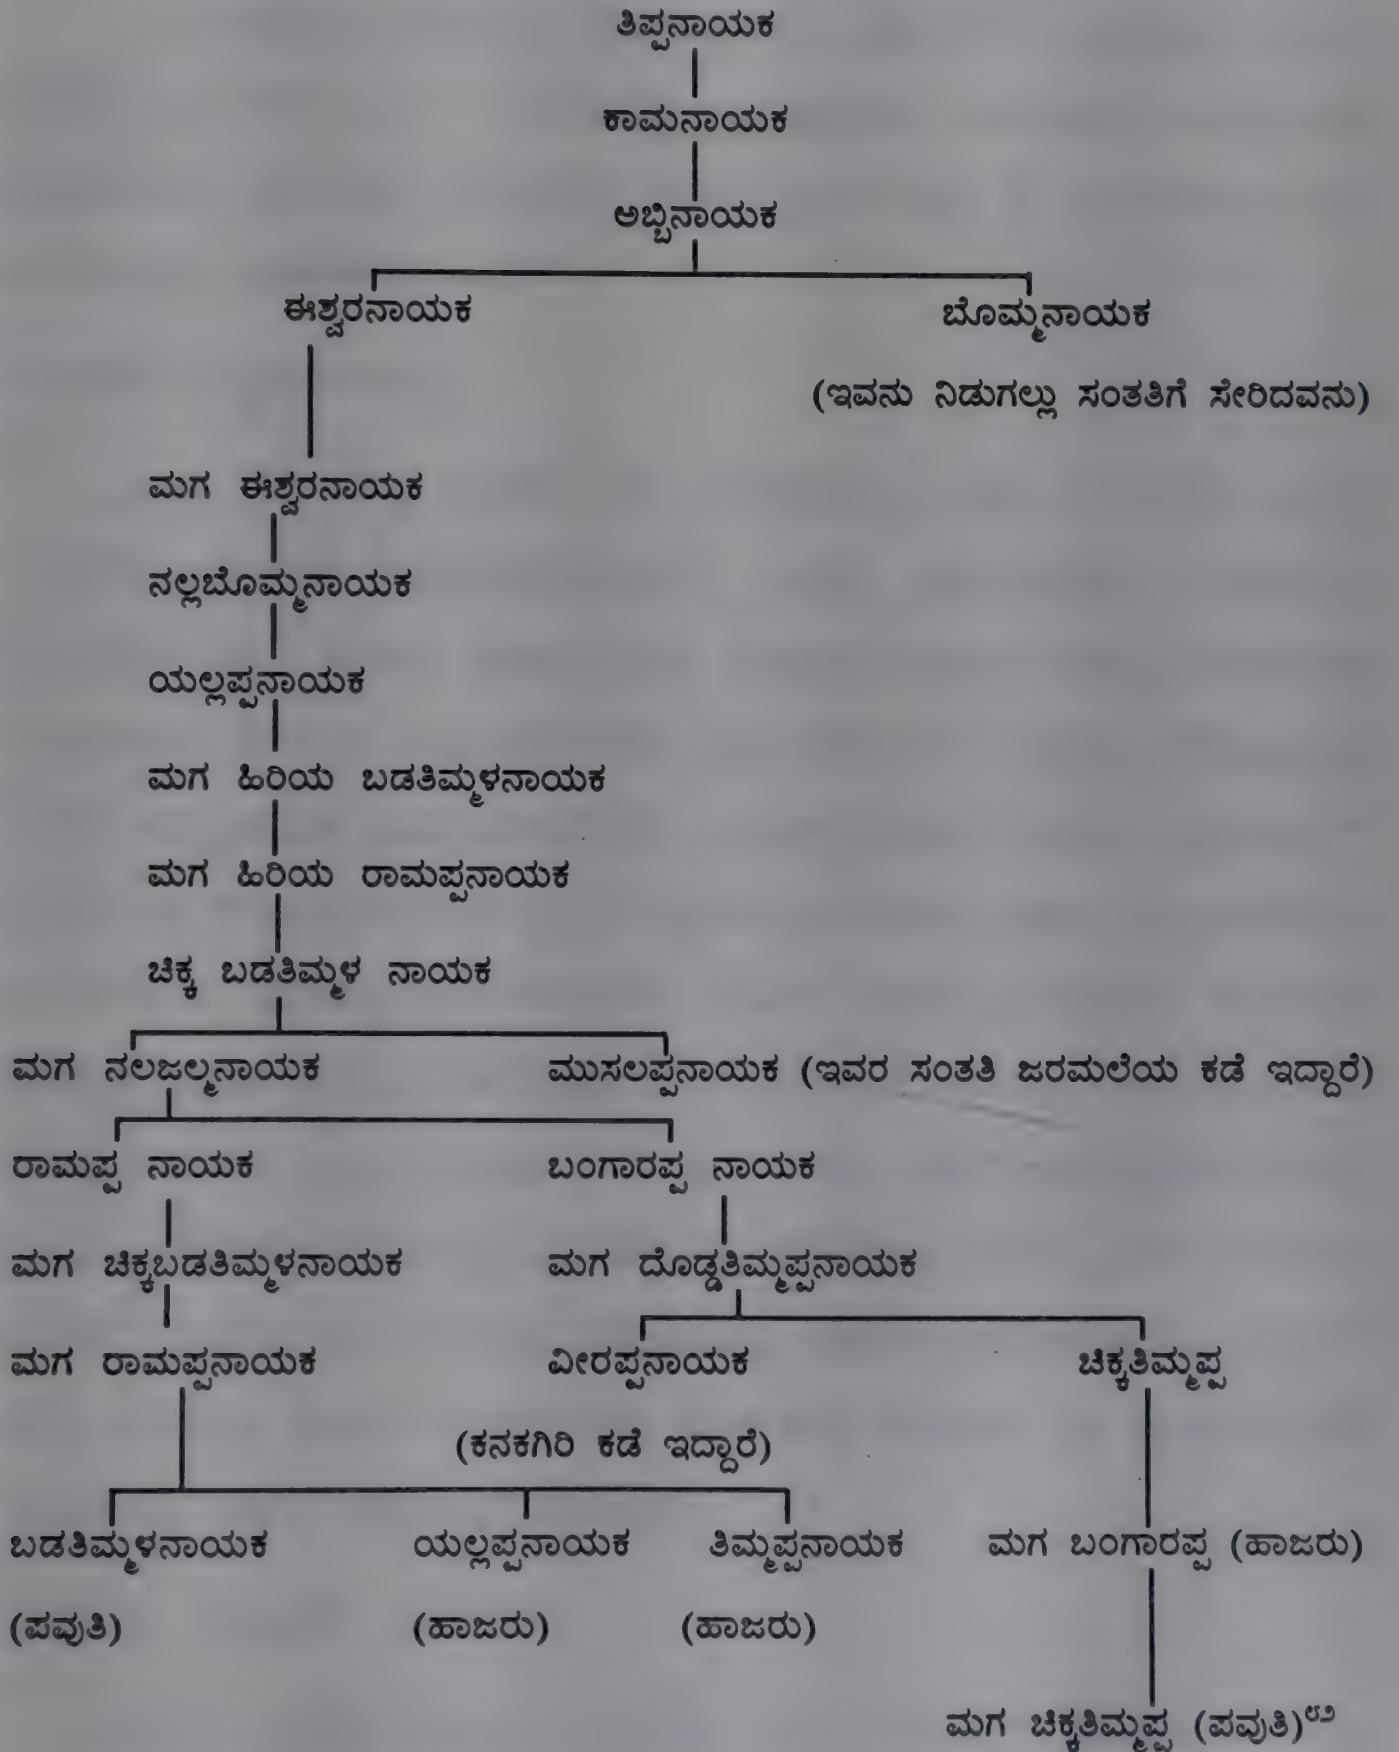 ತಿಪ್ಪನಾಯಕ
ಕಾಮನಾಯಕ
ಅಬ್ಬಿನಾಯಕ
ಈಶ್ವರನಾಯಕ ಬೊಮ್ಮನಾಯಕ
(ಇವನು ನಿಡುಗಲ್ಲು ಸಂತತಿಗೆ ಸೇರಿದವನು)
ಮಗ ಈಶ್ವರನಾಯಕ
ನಲ್ಲಬೊಮ್ಮನಾಯಕ
ಯಲ್ಲಪ್ಪನಾಯಕ
ಮಗ ಹಿರಿಯ ಬಡತಿಮ್ಮಳನಾಯಕ
ಮಗ ಹಿರಿಯ ರಾಮಪ್ಪನಾಯಕ
ಚಿಕ್ಕ ಬಡತಿಮ್ಮಳ ನಾಯಕ
ಮಗ ನಲಜಲ್ಮನಾಯಕ ಮುಸಲಪ್ಪನಾಯಕ (ಇವರ ಸಂತತಿ ಜರಮಲೆಯ ಕಡೆ ಇದ್ದಾರೆ)
ರಾಮಪ್ಪ ನಾಯಕ ಬಂಗಾರಪ್ಪ ನಾಯಕ
ಮಗ ಚಿಕ್ಕಬಡತಿಮ್ಮಳನಾಯಕ ಮಗ ದೊಡ್ಡತಿಮ್ಮಪ್ಪನಾಯಕ
ಮಗ ರಾಮಪ್ಪನಾಯಕ ವೀರಪ್ಪನಾಯಕ ಚಿಕ್ಕತಿಮ್ಮಪ್ಪ
(ಕನಕಗಿರಿ ಕಡೆ ಇದ್ದಾರೆ)
ಬಡತಿಮ್ಮಳನಾಯಕ ಯಲ್ಲಪ್ಪನಾಯಕ ತಿಮ್ಮಪ್ಪನಾಯಕ ಮಗ ಬಂಗಾರಪ್ಪ (ಹಾಜರು)
(ಪವುತಿ) (ಹಾಜರು) (ಹಾಜರು)
ಮಗ ಚಿಕ್ಕತಿಮ್ಮಪ್ಪ (ಪವುತಿ)೮೨